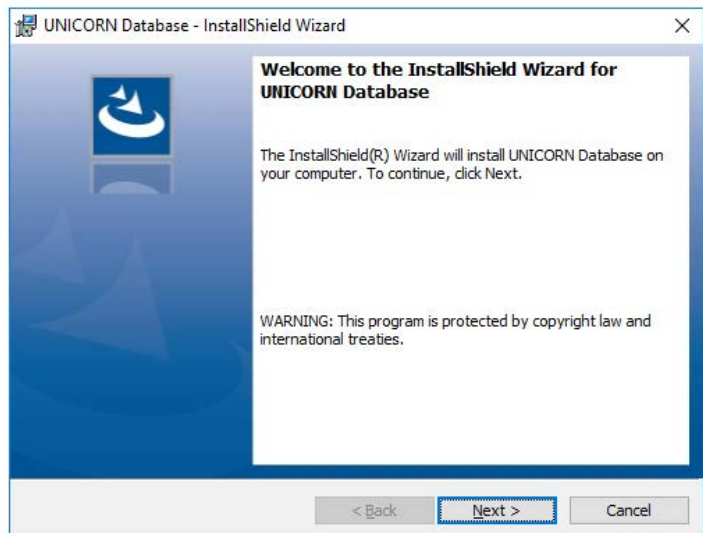 UNICORN Database - InstallShield Wizard
Welcome to the InstallShield Wizard for
UNICORN Database
The InstallShield(R) Wizard will install UNICORN Database on
your computer. To continue, click Next.
WARNING: This program is protected by copyright law and
international treaties.
< Back
Next >
Cancel